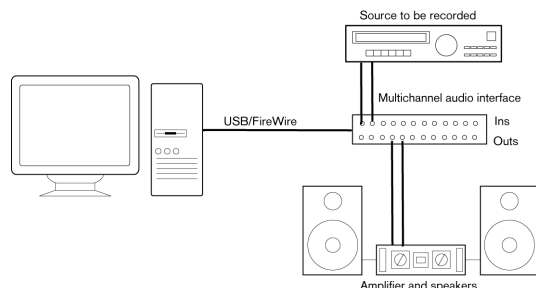 Source to be recorded
Multichannel audio interface
USB/FireWire
Ins
Outs
Amplifier and speakers